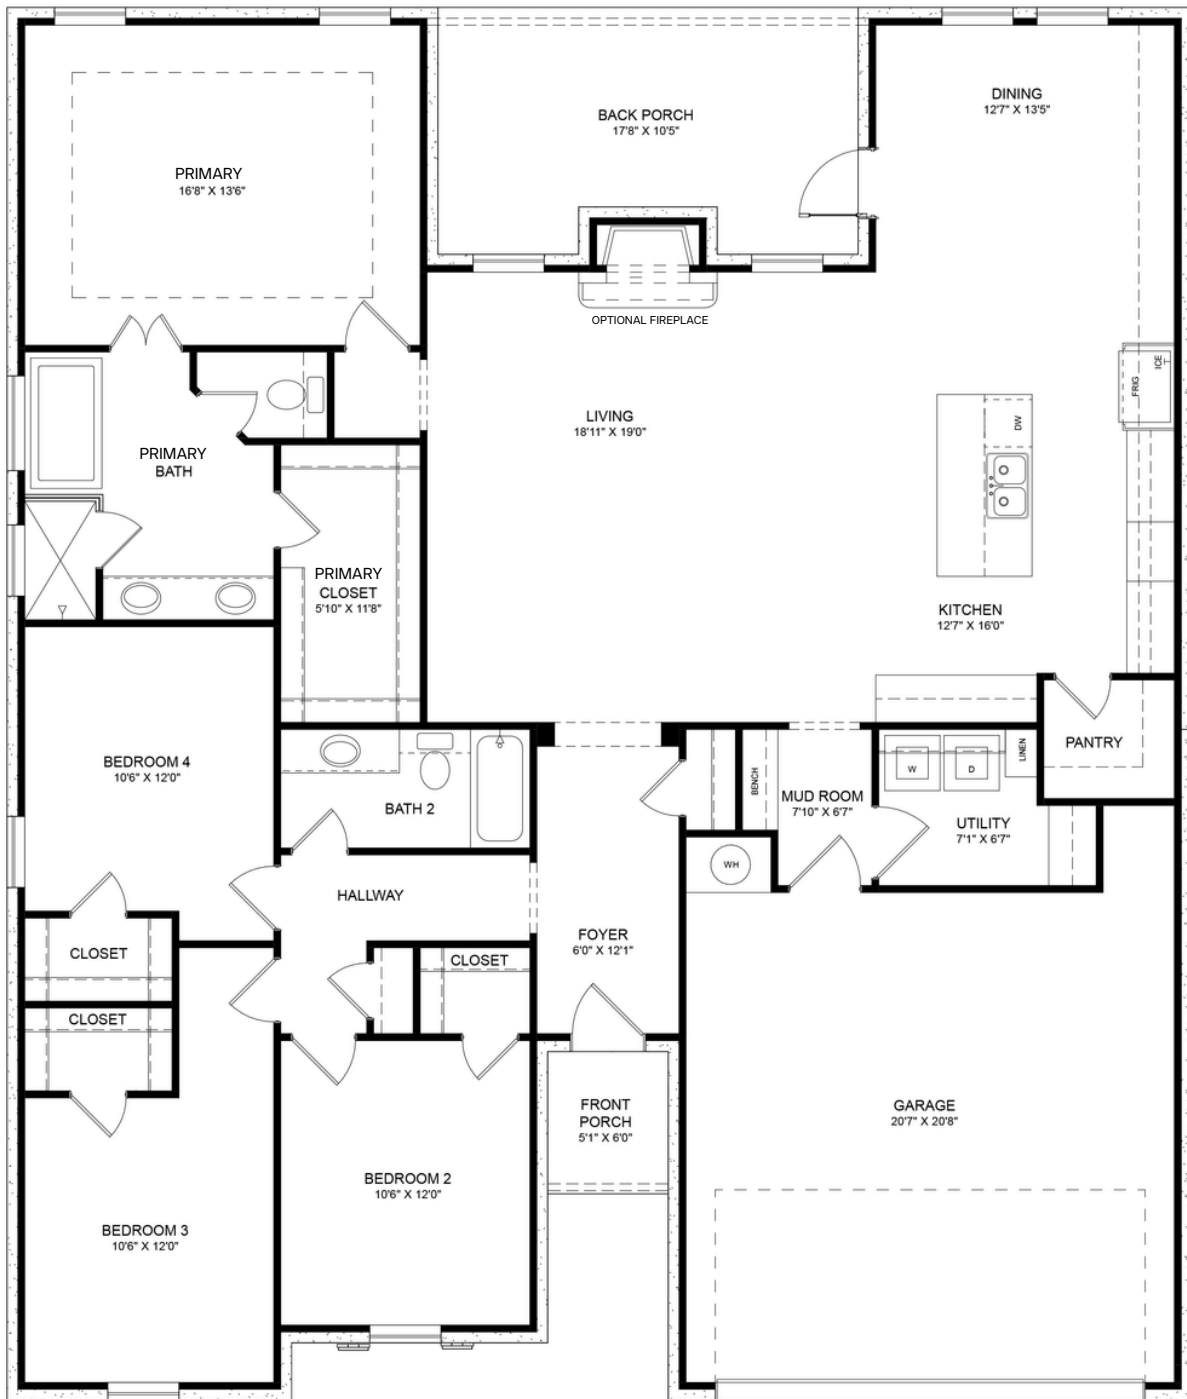 DINING
12'7" X 13'5"
BACK PORCH
17'8" X 10'5"
PRIMARY
16'8" X 13'6"
OPTIONAL FIREPLACE
ICE
FRIG
LIVING
18'11" X 19'0"
DW
PRIMARY
BATH
PRIMARY
CLOSET
5'10" X 11'8"
KITCHEN
12'7" X 16'0"
BEDROOM 4
10'6" X 12'0"
PANTRY
LINEN
W
D
BENCH
MUD ROOM
7'10" X 6'7"
BATH 2
UTILITY
7'1" X 6'7"
WH
HALLWAY
FOYER
6'0" X 12'1"
CLOSET
CLOSET
CLOSET
FRONT
PORCH
5'1" X 6'0"
GARAGE
20'7" X 20'8"
BEDROOM 2
10'6" X 12'0"
BEDROOM 3
10'6" X 12'0"